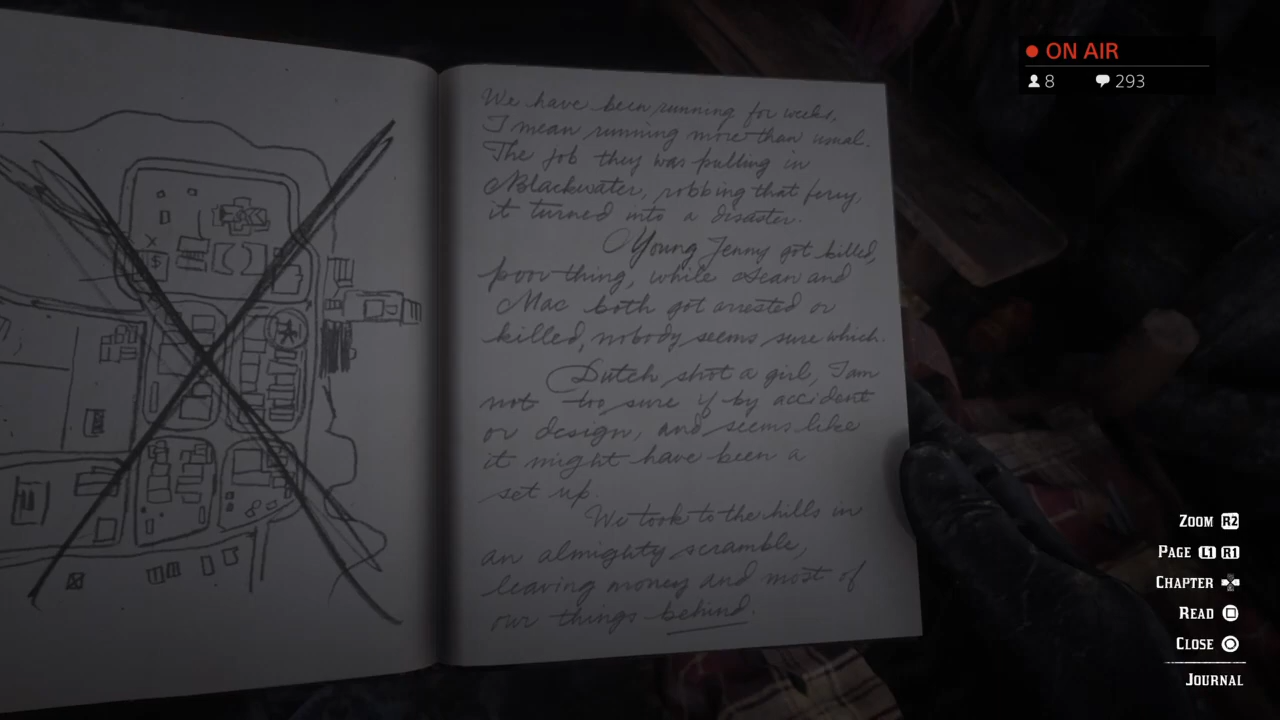 We have been running for weeks.
I mean running more than usual.
The job they was pulling in
Blackwater, robbing that ferry,
it turned into a disaster.
Young Jenny got killed,
poor thing, while Sean and
Mac both got arrested or
killed, nobody seems sure which.
Dutch shot a girl, I am
not too sure if by accident
or design, and seems like
it might have been a
set up.
We took to the hills in
an almighty scramble,
leaving money and most of
our things behind.
$
ON AIR
8 293
ZOOM R2
PAGE L1 R1
CHAPTER
READ
CLOSE
JOURNAL